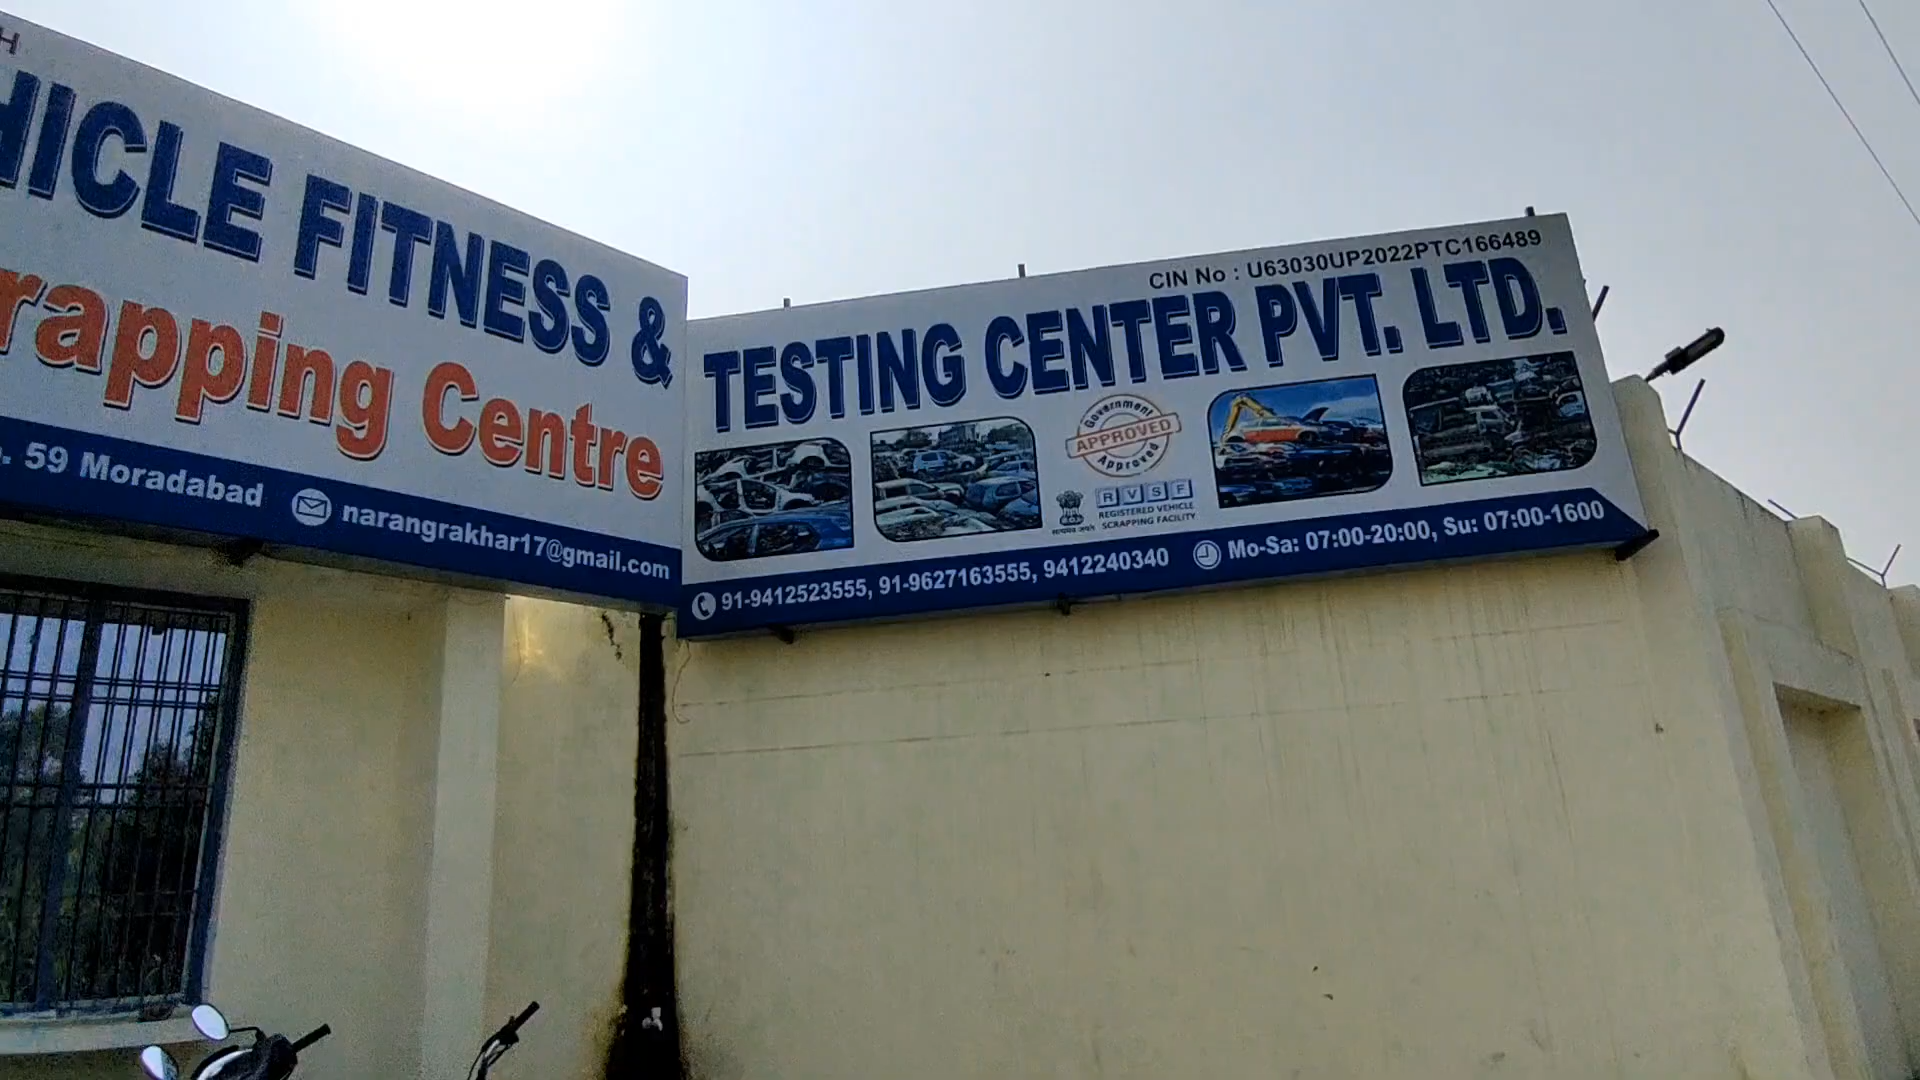 HICLE FITNESS &
rapping Centre
. 59 Moradabad narangrakhar17@gmail.com
CIN No : U63030UP2022PTC166489
TESTING CENTER PVT. LTD.
Government
APPROVED
Approved
RVSF
REGISTERED VEHICLE
SCRAPPING FACILITY
91-9412523555, 91-9627163555, 9412240340 Mo-Sa: 07:00-20:00, Su: 07:00-1600